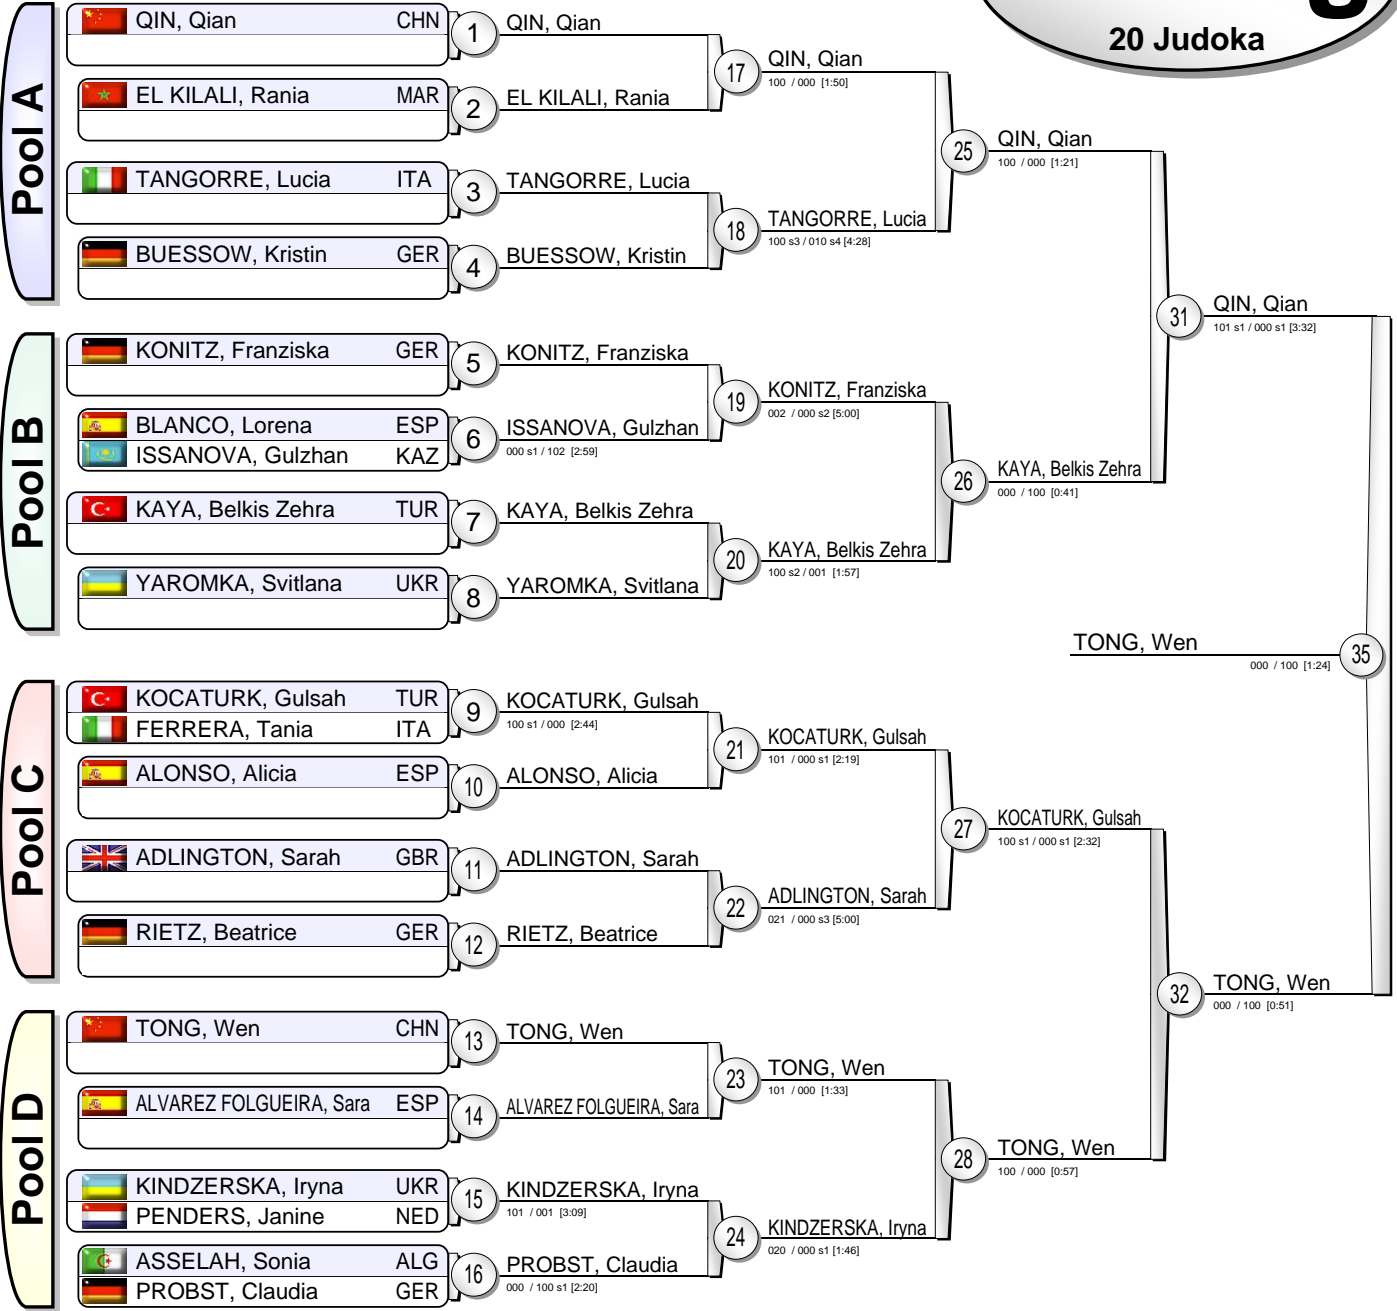 20 Judoka
Pool A
QIN, Qian CHN
1
EL KILALI, Rania MAR
2
TANGORRE, Lucia ITA
3
BUESSOW, Kristin GER
4
Pool B
KONITZ, Franziska GER
5
BLANCO, Lorena ESP
ISSANOVA, Gulzhan KAZ
6
KAYA, Belkis Zehra TUR
7
YAROMKA, Svitlana UKR
8
Pool C
KOCATURK, Gulsah TUR
FERRERA, Tania ITA
9
ALONSO, Alicia ESP
10
ADLINGTON, Sarah GBR
11
RIETZ, Beatrice GER
12
Pool D
TONG, Wen CHN
13
ALVAREZ FOLGUEIRA, Sara ESP
14
KINDZERSKA, Iryna UKR
PENDERS, Janine NED
15
ASSELAH, Sonia ALG
PROBST, Claudia GER
16
QIN, Qian
EL KILALI, Rania
17
TANGORRE, Lucia
BUESSOW, Kristin
18
KONITZ, Franziska
ISSANOVA, Gulzhan
000 s1 / 102 [2:59]
19
KAYA, Belkis Zehra
YAROMKA, Svitlana
20
KOCATURK, Gulsah
100 s1 / 000 [2:44]
ALONSO, Alicia
21
ADLINGTON, Sarah
RIETZ, Beatrice
22
TONG, Wen
ALVAREZ FOLGUEIRA, Sara
23
KINDZERSKA, Iryna
101 / 001 [3:09]
PROBST, Claudia
000 / 100 s1 [2:20]
24
QIN, Qian
100 / 000 [1:50]
TANGORRE, Lucia
100 s3 / 010 s4 [4:28]
25
KONITZ, Franziska
002 / 000 s2 [5:00]
KAYA, Belkis Zehra
100 s2 / 001 [1:57]
26
KOCATURK, Gulsah
101 / 000 s1 [2:19]
ADLINGTON, Sarah
021 / 000 s3 [5:00]
27
TONG, Wen
101 / 000 [1:33]
KINDZERSKA, Iryna
020 / 000 s1 [1:46]
28
QIN, Qian
100 / 000 [1:21]
KAYA, Belkis Zehra
000 / 100 [0:41]
31
KOCATURK, Gulsah
100 s1 / 000 s1 [2:32]
TONG, Wen
100 / 000 [0:57]
32
QIN, Qian
101 s1 / 000 s1 [3:32]
TONG, Wen
000 / 100 [0:51]
TONG, Wen
000 / 100 [1:24]
35